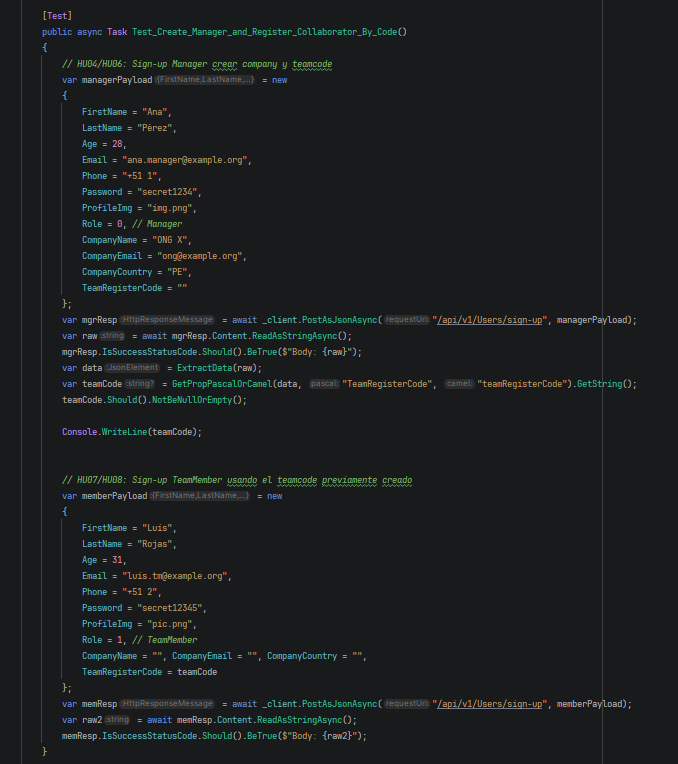 [Test]
public async Task Test_Create_Manager_and_Register_Collaborator_By_Code()
{
// HU04/HU06: Sign-up Manager crear company y teamcode
var managerPayload :{FirstName,LastName,...} = new
{
FirstName = "Ana",
LastName = "Pérez",
Age = 28,
Email = "ana.manager@example.org",
Phone = "+51 1",
Password = "secret1234",
ProfileImg = "img.png",
Role = 0, // Manager
CompanyName = "ONG X",
CompanyEmail = "ong@example.org",
CompanyCountry = "PE",
TeamRegisterCode = ""
};
var mgrResp :HttpResponseMessage = await _client.PostAsJsonAsync( requestUri: "/api/v1/Users/sign-up", managerPayload);
var raw :string = await mgrResp.Content.ReadAsStringAsync();
mgrResp.IsSuccessStatusCode.Should().BeTrue($"Body: {raw}");
var data :JsonElement = ExtractData(raw);
var teamCode :string? = GetPropPascalOrCamel(data, pascal: "TeamRegisterCode", camel: "teamRegisterCode").GetString();
teamCode.Should().NotBeNullOrEmpty();
Console.WriteLine(teamCode);
// HU07/HU08: Sign-up TeamMember usando el teamcode previamente creado
var memberPayload :{FirstName,LastName,...} = new
{
FirstName = "Luis",
LastName = "Rojas",
Age = 31,
Email = "luis.tm@example.org",
Phone = "+51 2",
Password = "secret12345",
ProfileImg = "pic.png",
Role = 1, // TeamMember
CompanyName = "", CompanyEmail = "", CompanyCountry = "",
TeamRegisterCode = teamCode
};
var memResp :HttpResponseMessage = await _client.PostAsJsonAsync( requestUri: "/api/v1/Users/sign-up", memberPayload);
var raw2 :string = await memResp.Content.ReadAsStringAsync();
memResp.IsSuccessStatusCode.Should().BeTrue($"Body: {raw2}");
}